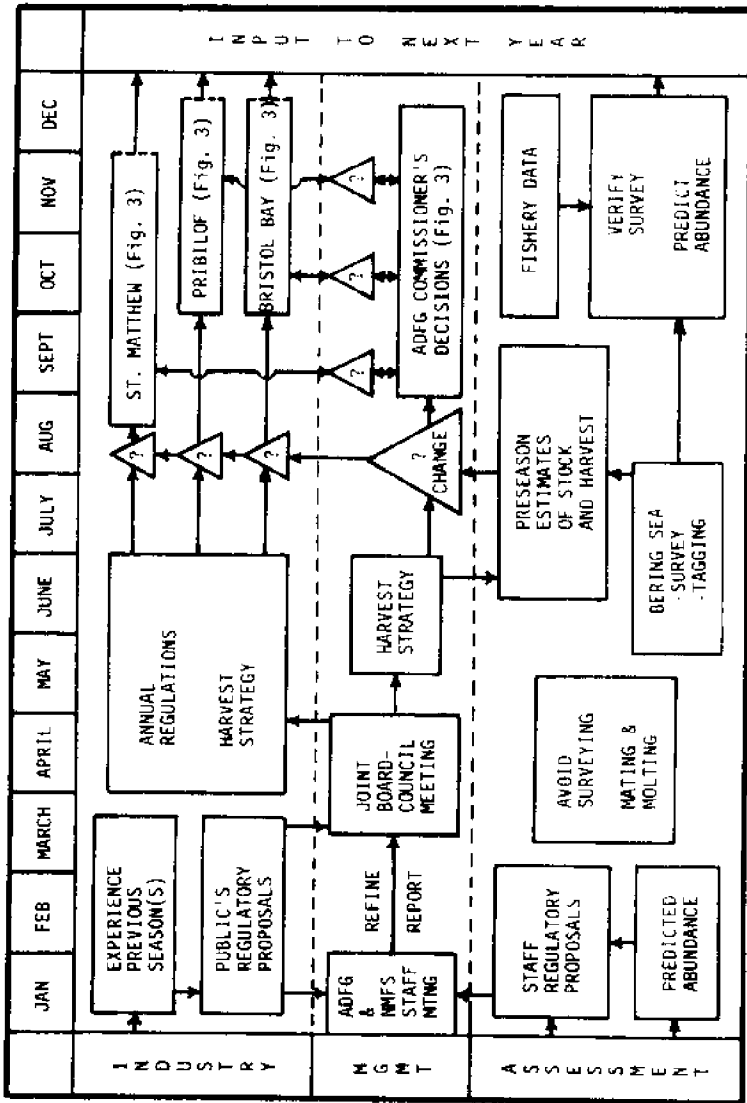 JAN
FEB
MARCH
APRIL
MAY
JUNE
JULY
AUG
SEPT
OCT
NOV
DEC
INDUSTRY
EXPERIENCE
PREVIOUS
SEASON(S)
PUBLIC'S
REGULATORY
PROPOSALS
ANNUAL
REGULATIONS
HARVEST STRATEGY
?
?
?
ST. MATTHEW (Fig. 3)
PRIBILOF (Fig. 3)
BRISTOL BAY (Fig. 3)
INPUT TO NEXT YEAR
MGMT
ADFG
& NMFS
STAFF
MTNG
REFINE
REPORT
JOINT
BOARD-
COUNCIL
MEETING
HARVEST
STRATEGY
?
CHANGE
?
?
?
ADFG COMMISSIONER'S
DECISIONS (Fig. 3)
ASSESSMENT
STAFF
REGULATORY
PROPOSALS
PREDICTED
ABUNDANCE
AVOID
SURVEYING
MATING &
MOLTING
PRESEASON
ESTIMATES
OF STOCK
AND HARVEST
BERING SEA
-SURVEY
-TAGGING
FISHERY DATA
VERIFY
SURVEY
PREDICT
ABUNDANCE